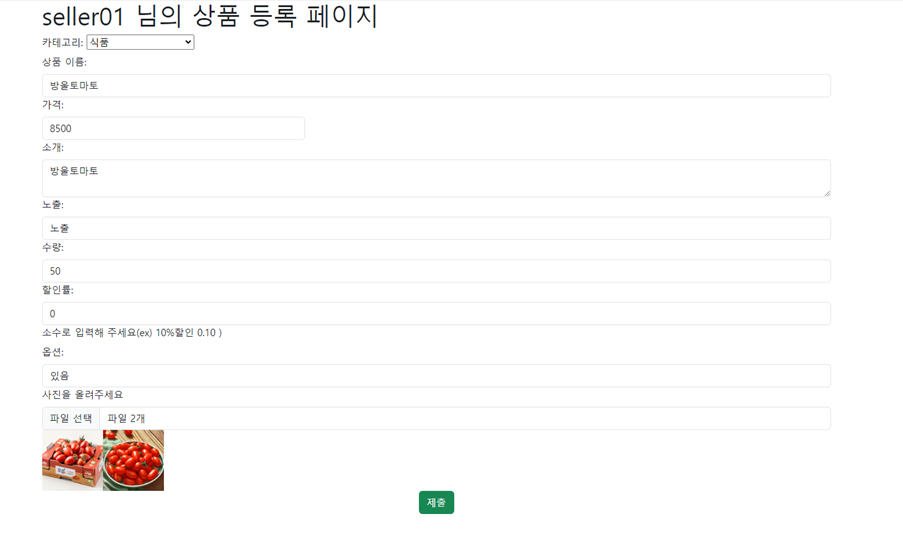 seller01 님의 상품 등록 페이지
카테고리: 식품
상품 이름:
방울토마토
가격:
8500
소개:
방울토마토
노출:
노출
수량:
50
할인률:
0
소수로 입력해 주세요(ex) 10%할인 0.10 )
옵션:
있음
사진을 올려주세요
파일 선택 파일 2개
제출